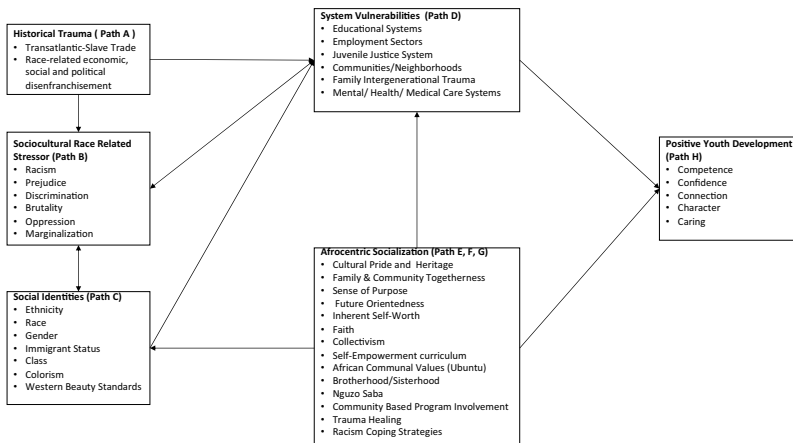 Historical Trauma ( Path A )
• Transatlantic-Slave Trade
• Race-related economic,
social and political
disenfranchisement
Sociocultural Race Related
Stressor (Path B)
• Racism
• Prejudice
• Discrimination
• Brutality
• Oppression
• Marginalization
Social Identities (Path C)
• Ethnicity
• Race
• Gender
• Immigrant Status
• Class
• Colorism
• Western Beauty Standards
System Vulnerabilities (Path D)
• Educational Systems
• Employment Sectors
• Juvenile Justice System
• Communities/Neighborhoods
• Family Intergenerational Trauma
• Mental/ Health/ Medical Care Systems
Afrocentric Socialization (Path E, F, G)
• Cultural Pride and Heritage
• Family & Community Togetherness
• Sense of Purpose
• Future Orientedness
• Inherent Self-Worth
• Faith
• Collectivism
• Self-Empowerment curriculum
• African Communal Values (Ubuntu)
• Brotherhood/Sisterhood
• Nguzo Saba
• Community Based Program Involvement
• Trauma Healing
• Racism Coping Strategies
Positive Youth Development
(Path H)
• Competence
• Confidence
• Connection
• Character
• Caring